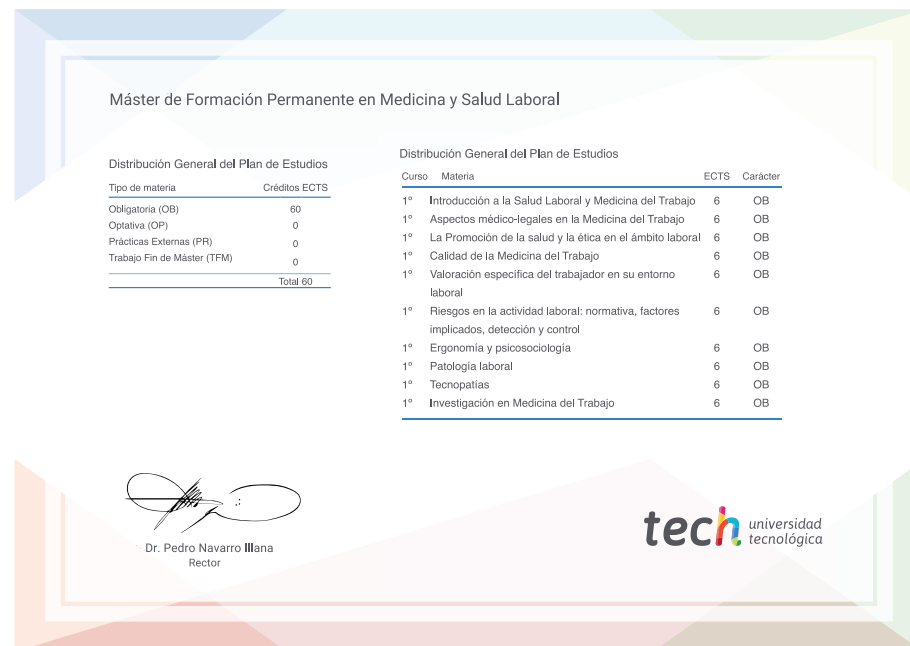 Máster de Formación Permanente en Medicina y Salud Laboral
Distribución General del Plan de Estudios
Tipo de materia Créditos ECTS
Obligatoria (OB) 60
Optativa (OP) 0
Prácticas Externas (PR) 0
Trabajo Fin de Máster (TFM) 0
Total 60
Distribución General del Plan de Estudios
Curso Materia ECTS Carácter
1º Introducción a la Salud Laboral y Medicina del Trabajo 6 OB
1º Aspectos médico-legales en la Medicina del Trabajo 6 OB
1º La Promoción de la salud y la ética en el ámbito laboral 6 OB
1º Calidad de la Medicina del Trabajo 6 OB
1º Valoración específica del trabajador en su entorno 6 OB
laboral
1º Riesgos en la actividad laboral: normativa, factores 6 OB
implicados, detección y control
1º Ergonomía y psicosociología 6 OB
1º Patología laboral 6 OB
1º Tecnopatías 6 OB
1º Investigación en Medicina del Trabajo 6 OB
Dr. Pedro Navarro Illana
Rector
tech universidad
tecnológica